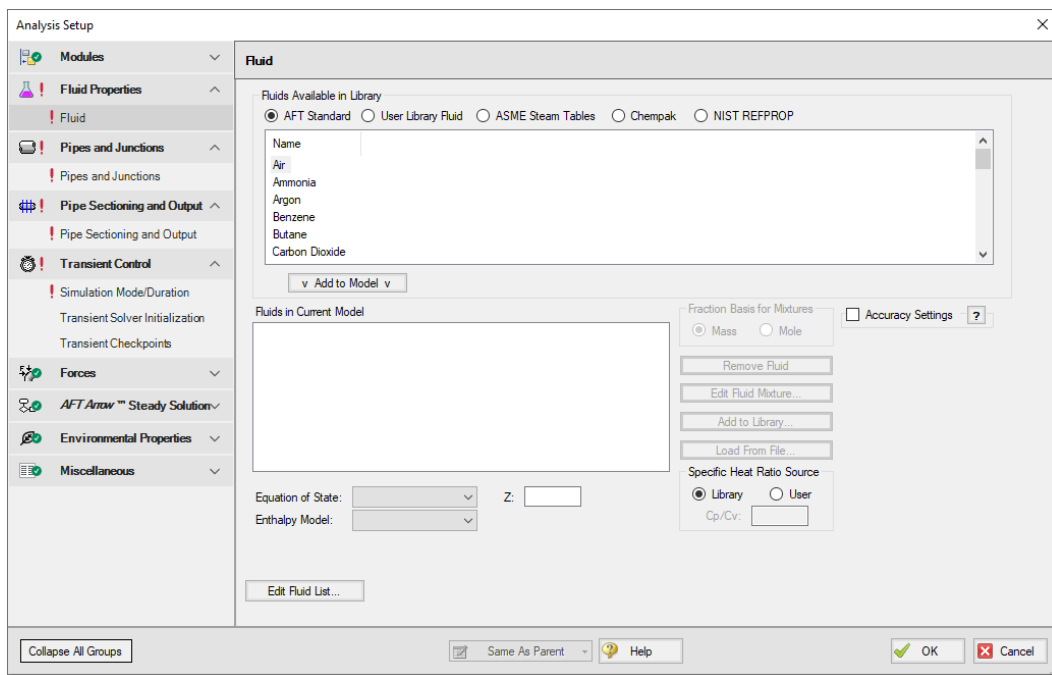 Analysis Setup
Modules
Fluid Properties
Fluid
Pipes and Junctions
Pipes and Junctions
Pipe Sectioning and Output
Pipe Sectioning and Output
Transient Control
Simulation Mode/Duration
Transient Solver Initialization
Transient Checkpoints
Forces
AFT Arrow ™ Steady Solution
Environmental Properties
Miscellaneous
Collapse All Groups
Fluid
Fluids Available in Library
AFT Standard User Library Fluid ASME Steam Tables Chempak NIST REFPROP
Name
Air
Ammonia
Argon
Benzene
Butane
Carbon Dioxide
v Add to Model v
Fluids in Current Model
Fraction Basis for Mixtures
Mass Mole
Accuracy Settings ?
Remove Fluid
Edit Fluid Mixture...
Add to Library...
Load From File...
Specific Heat Ratio Source
Library User
Cp/Cv:
Equation of State: Z:
Enthalpy Model:
Edit Fluid List...
Same As Parent Help OK Cancel